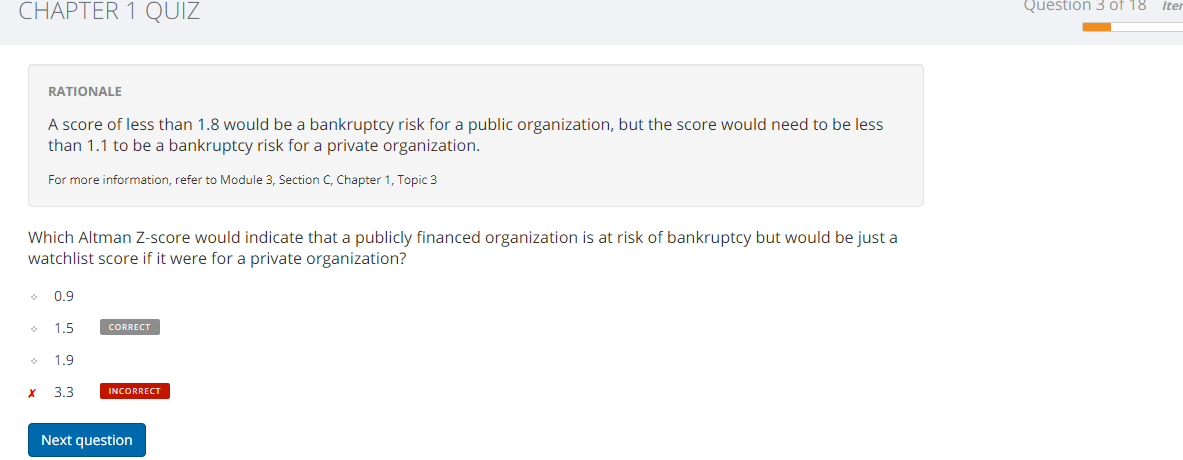 CHAPTER 1 QUIZ
Question 3 of 18
RATIONALE
A score of less than 1.8 would be a bankruptcy risk for a public organization, but the score would need to be less
than 1.1 to be a bankruptcy risk for a private organization.
For more information, refer to Module 3, Section C, Chapter 1, Topic 3
Which Altman Z-score would indicate that a publicly financed organization is at risk of bankruptcy but would be just a
watchlist score if it were for a private organization?
0.9
1.5 CORRECT
1.9
✗ 3.3 INCORRECT
Next question